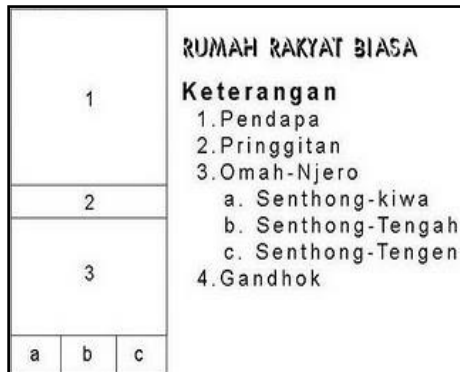 RUMAH RAKYAT BIASA
Keterangan
1.Pendapa
2.Pringgitan
3.Omah-Njero
a. Senthong-kiwa
b. Senthong-Tengah
c. Senthong-Tengen
4.Gandhok
1
2
3
a b c